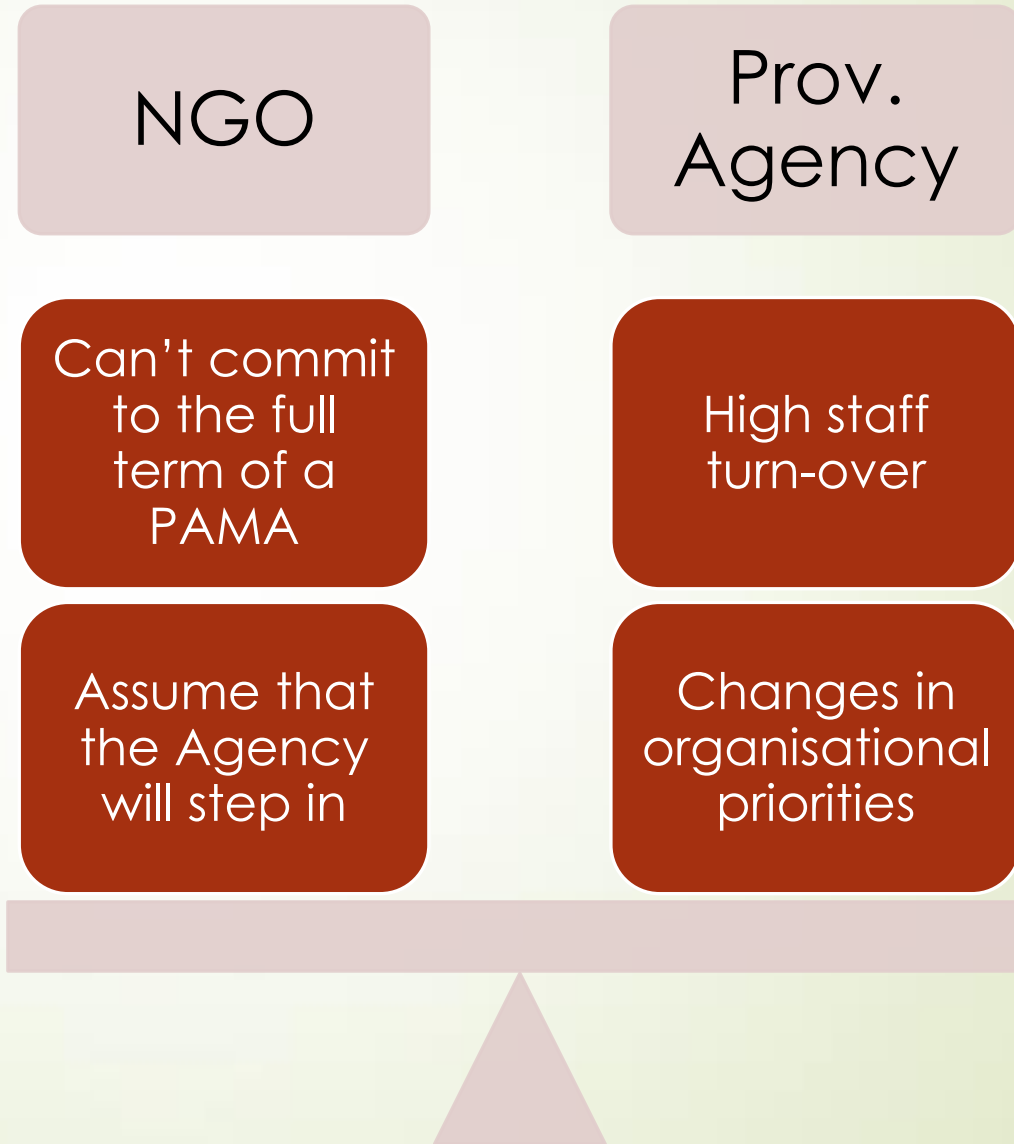 NGO
Prov.
Agency
Can’t commit
to the full
term of a
PAMA
High staff
turn-over
Assume that
the Agency
will step in
Changes in
organisational
priorities